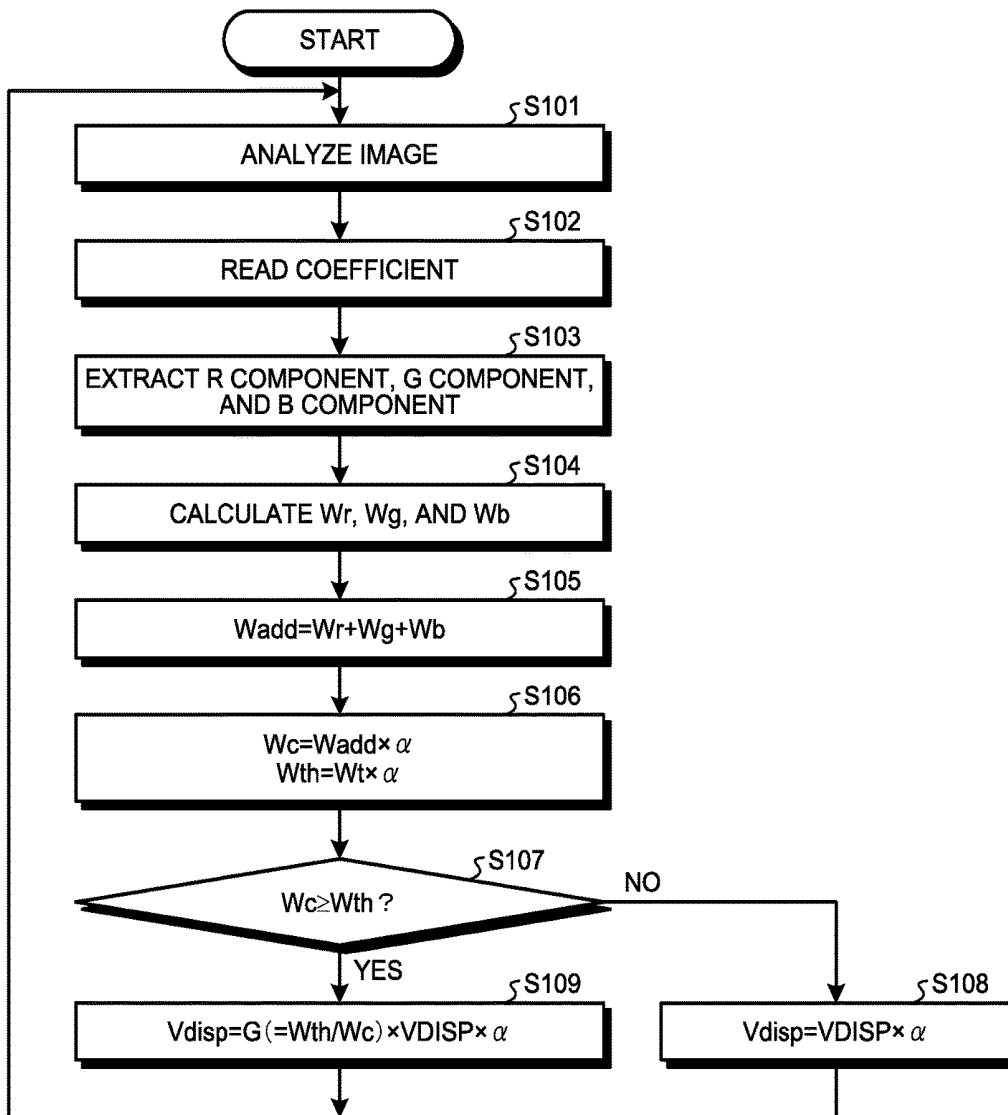 START
S101
ANALYZE IMAGE
S102
READ COEFFICIENT
S103
EXTRACT R COMPONENT, G COMPONENT,
AND B COMPONENT
S104
CALCULATE Wr, Wg, AND Wb
S105
Wadd=Wr+Wg+Wb
S106
Wc=Wadd×α
Wth=Wt×α
S107
Wc≥Wth?
NO
YES
S109
Vdisp=G(=Wth/Wc)×VDISP×α
S108
Vdisp=VDISP×α